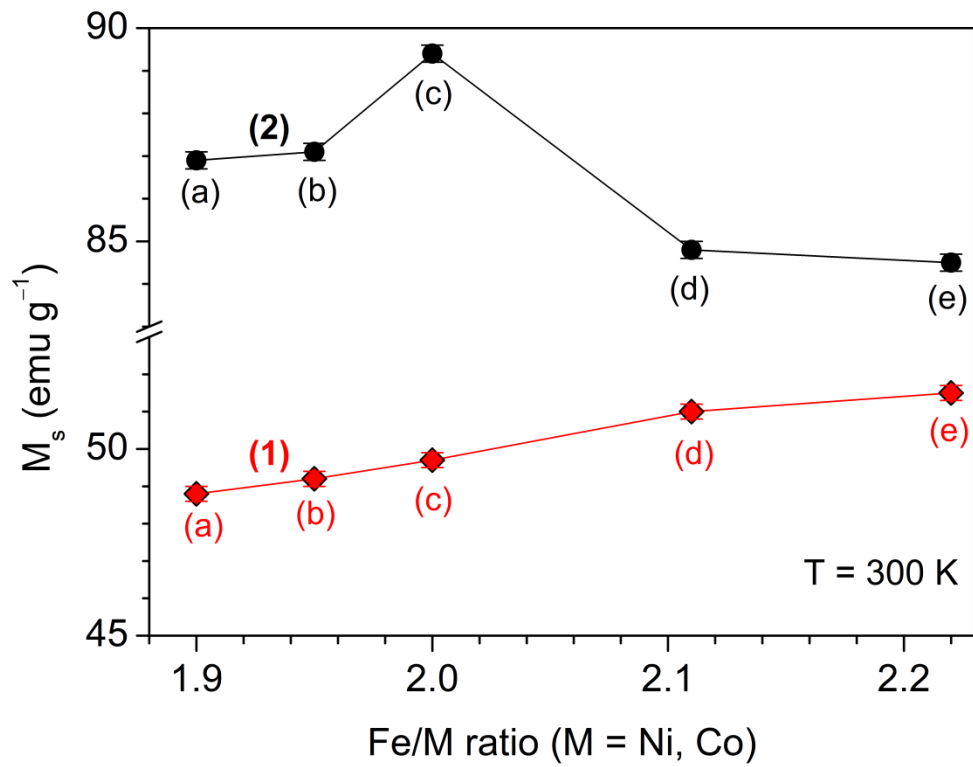 90
(2)
(c)
(a)
(b)
85
(d)
(e)
M_s (emu g⁻¹)
(1)
50
(a)
(b)
(c)
(d)
(e)
T = 300 K
45
1.9
2.0
2.1
2.2
Fe/M ratio (M = Ni, Co)